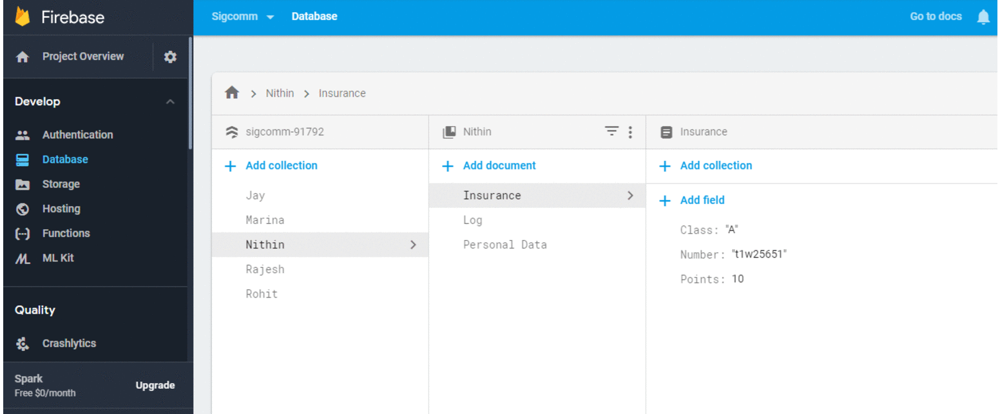 Firebase
Project Overview
Develop
Authentication
Database
Storage
Hosting
Functions
ML Kit
Quality
Crashlytics
Spark
Free $0/month
Upgrade
Sigcomm Database Go to docs
Nithin > Insurance
sigcomm-91792
Add collection
Jay
Marina
Nithin
Rajesh
Rohit
Nithin
Add document
Insurance
Log
Personal Data
Insurance
Add collection
Add field
Class: "A"
Number: "t1w25651"
Points: 10